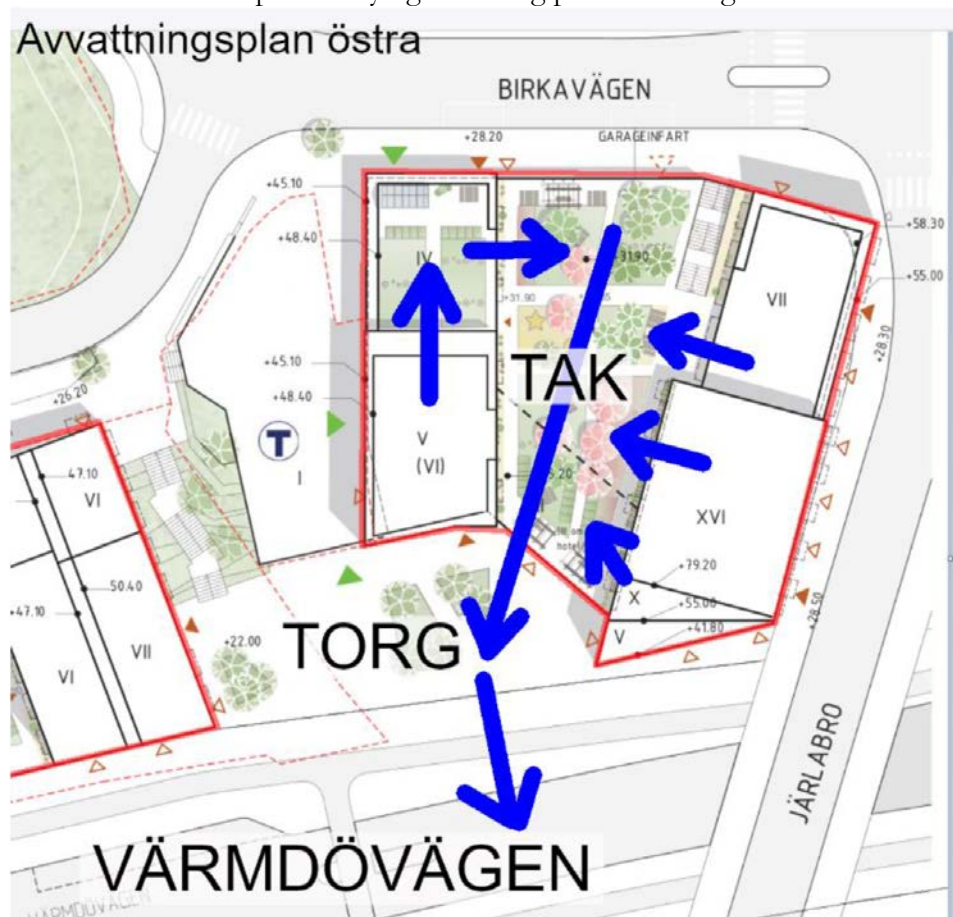 Avvattningsplan östra
BIRKAVÄGEN
+28.20
GARAGEINFART
+45.10
+58.30
+48.40
IV
+31.90
+55.00
VII
+31.90
+28.30
+45.10
TAK
+26.20
+48.40
T
V
(VI)
I
47.10
VI
XVI
+79.20
50.40
X
+55.00
+28.50
+47.10
V
+41.80
TORG
+22.00
VI
VII
JÄRLABRO
VÄRMDÖVÄGEN
VÄRMDÖVÄGEN